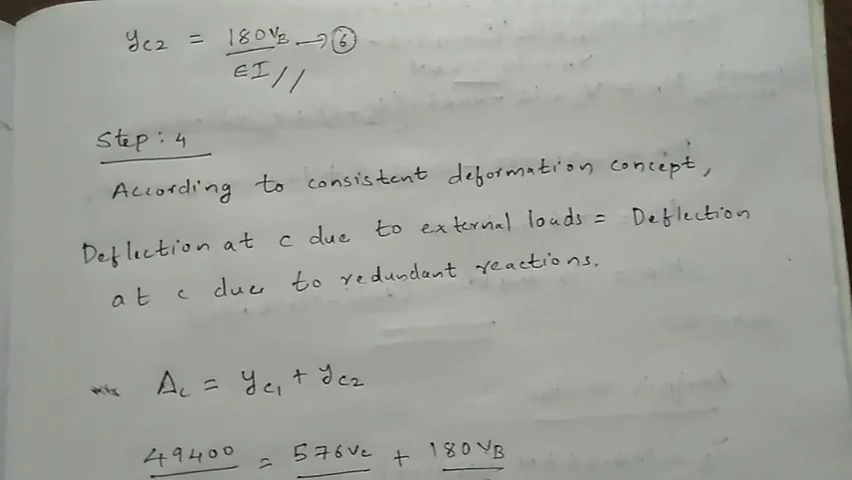 yc2 = 180VB → ⑥
EI //
Step : 4
According to consistent deformation concept,
Deflection at c due to external loads = Deflection
at c due to redundant reactions.
Δc = yc1 + yc2
49400 = 576Vc + 180VB